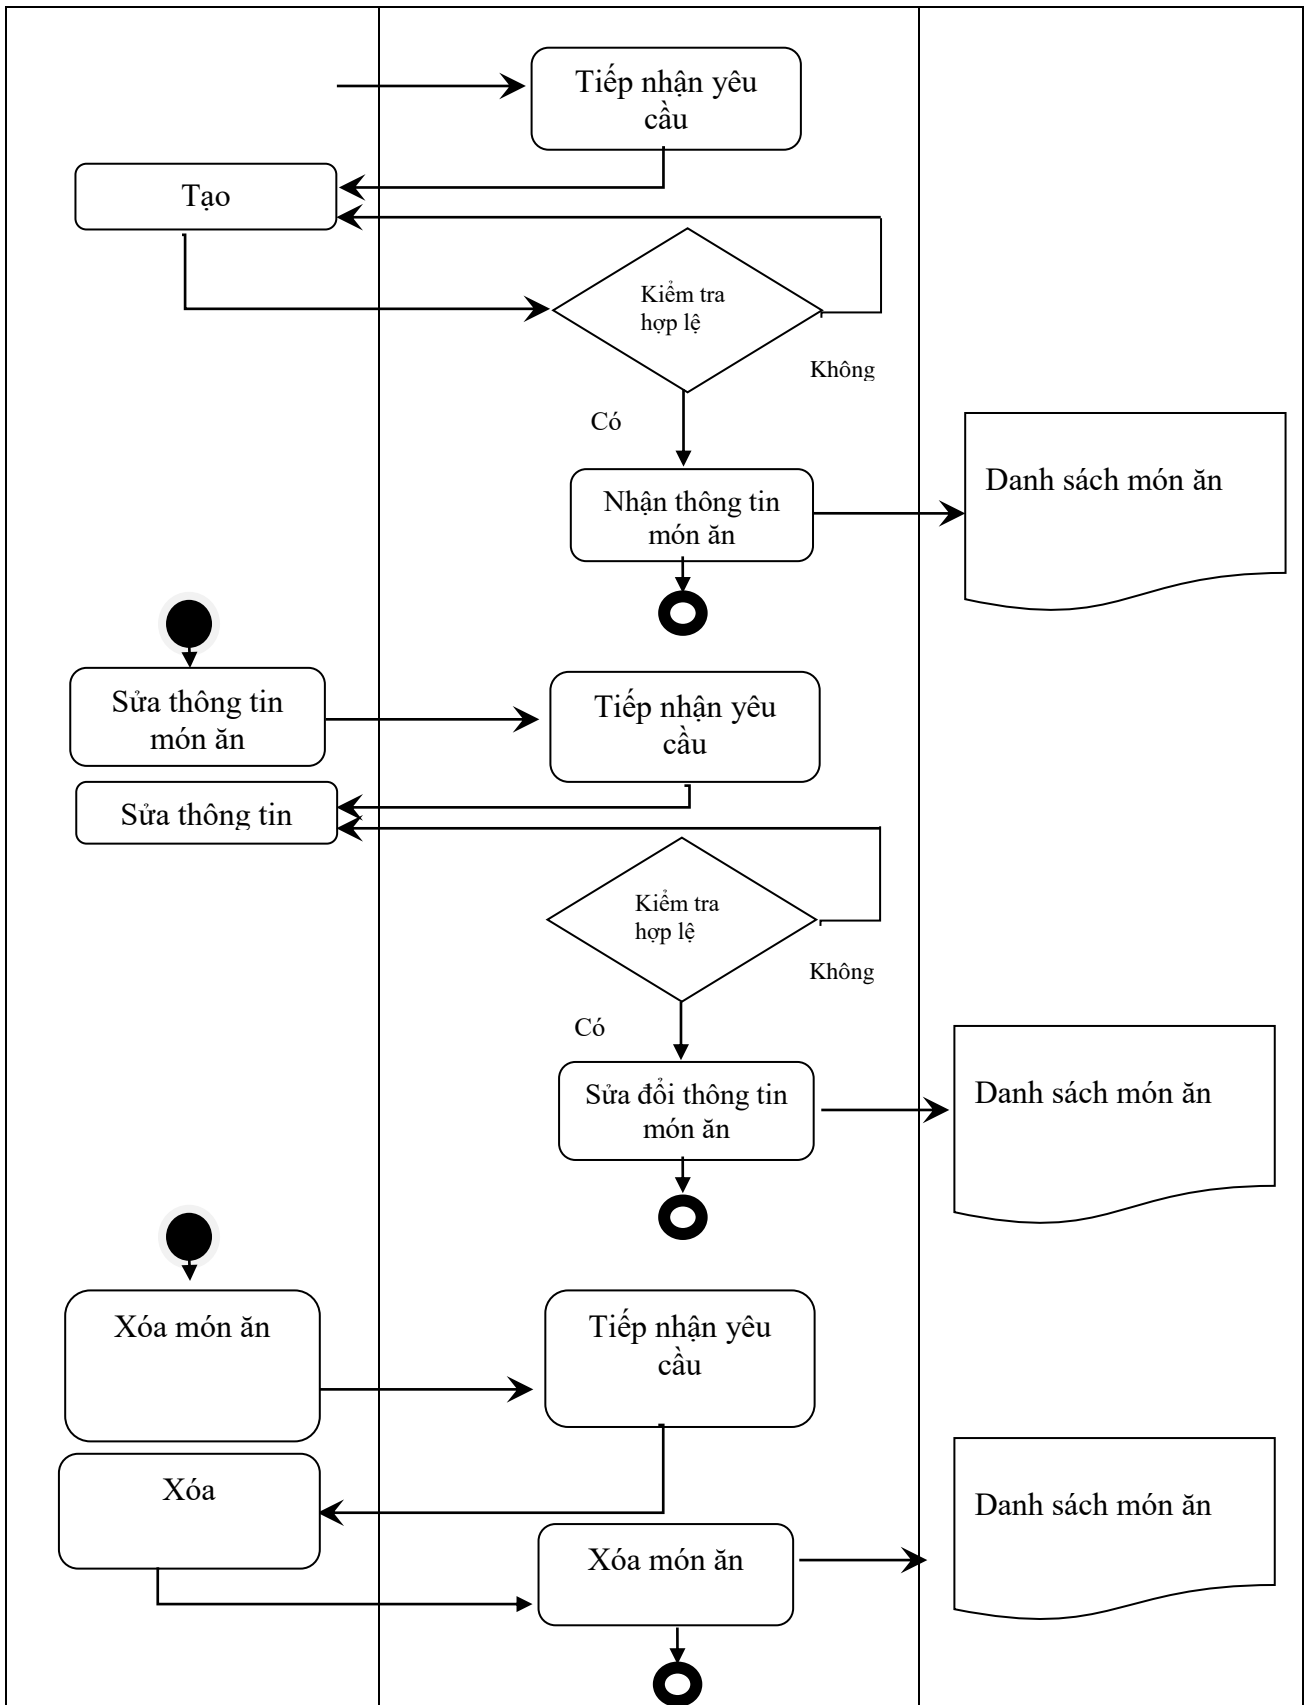 Tiếp nhận yêu
cầu
Tạo
Kiểm tra
hợp lệ
Không
Có
Danh sách món ăn
Nhận thông tin
món ăn
Sửa thông tin
món ăn
Tiếp nhận yêu
cầu
Sửa thông tin
Kiểm tra
hợp lệ
Không
Có
Sửa đổi thông tin
món ăn
Danh sách món ăn
Xóa món ăn
Tiếp nhận yêu
cầu
Xóa
Danh sách món ăn
Xóa món ăn